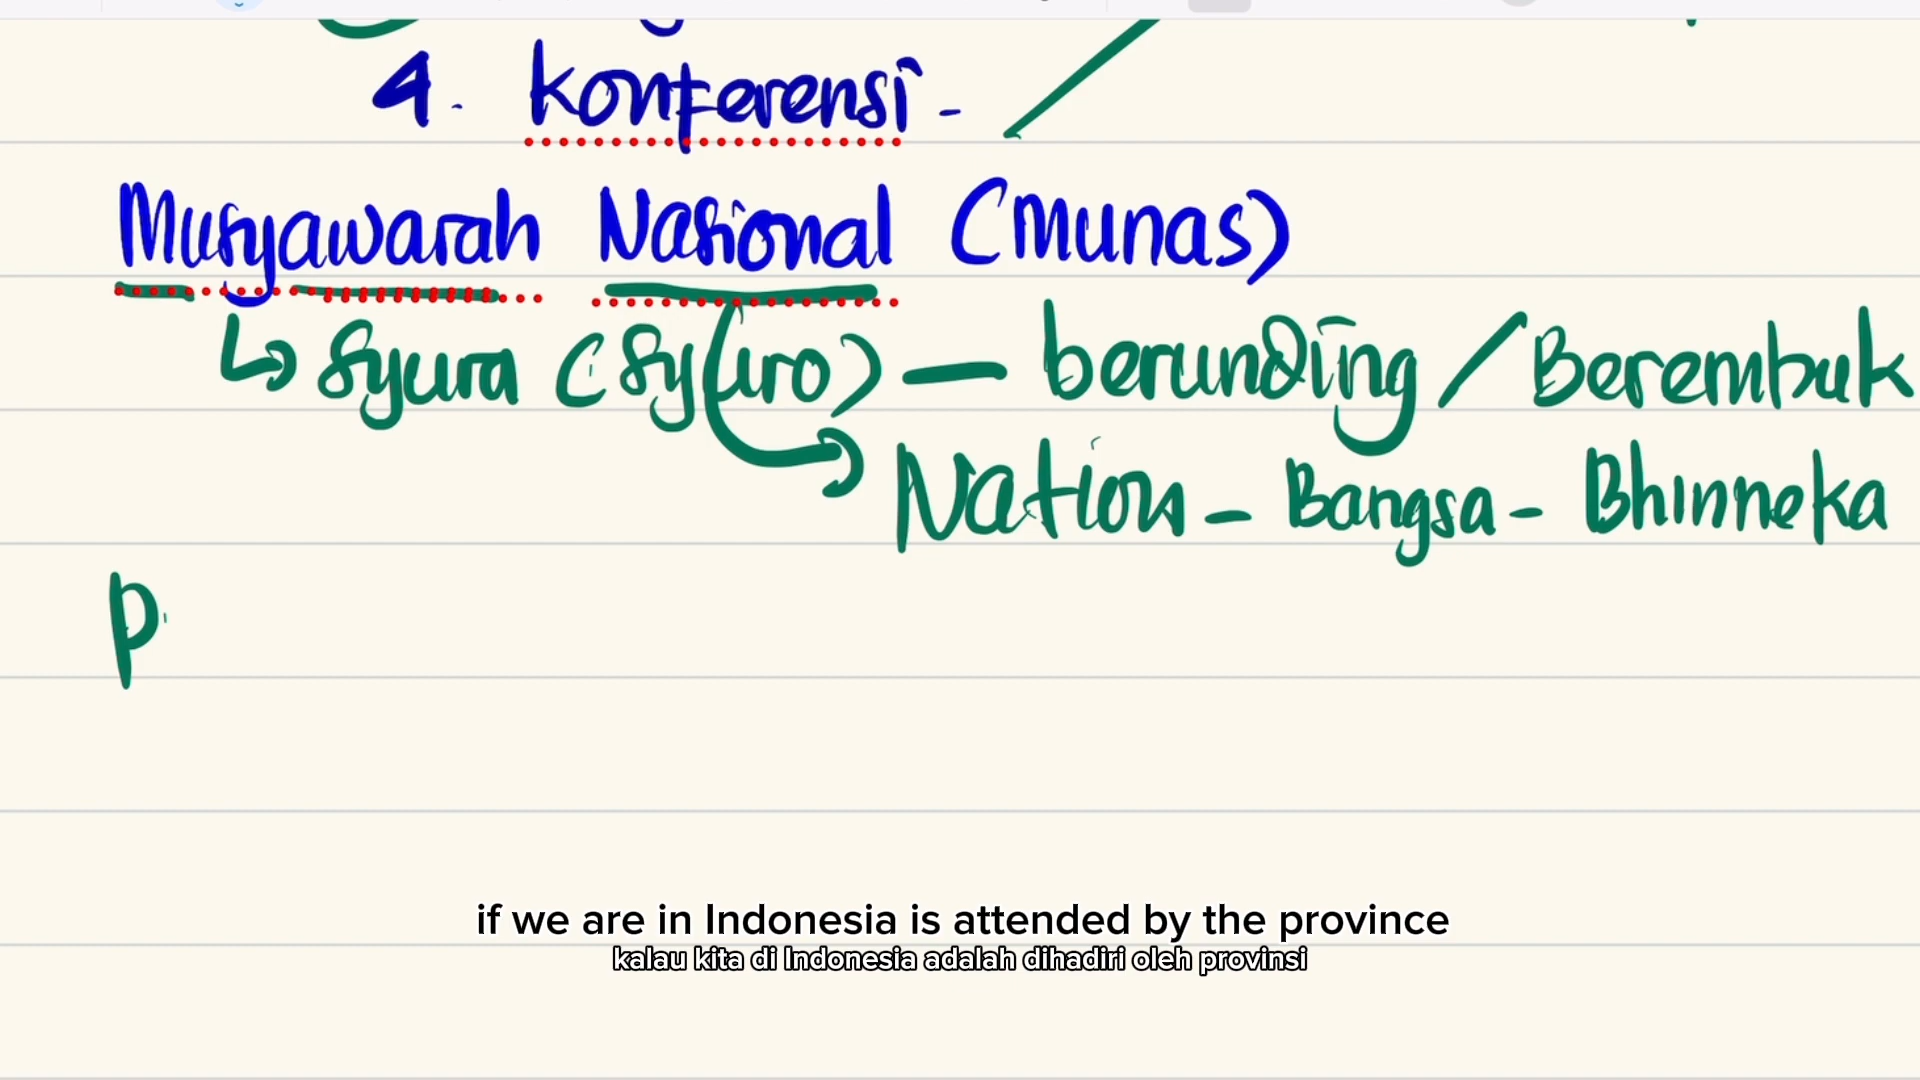 4. Konferensi -
Musyawarah Nasional (Munas)
↳ Syura (Syuro) — berunding / Berembuk
Nation - Bangsa - Bhinneka
P
if we are in Indonesia is attended by the province
kalau kita di Indonesia adalah dihadiri oleh provinsi